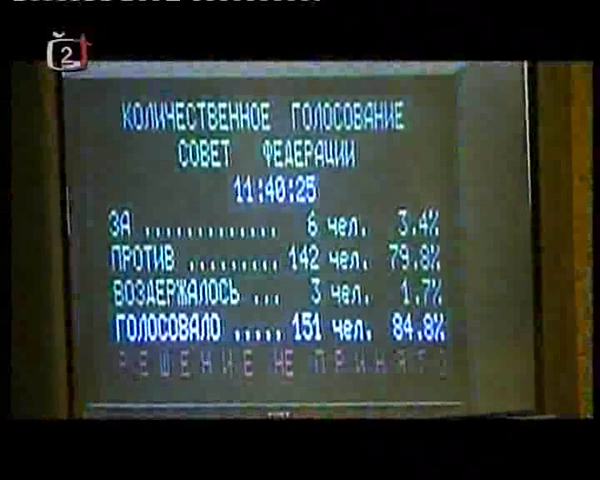 2
КОЛИЧЕСТВЕННОЕ ГОЛОСОВАНИЕ
СОВЕТ ФЕДЕРАЦИИ
11:40:25
ЗА ............. 6 чел. 3.4%
ПРОТИВ ......... 142 чел. 79.8%
ВОЗДЕРЖАЛОСЬ ... 3 чел. 1.7%
ГОЛОСОВАЛО ..... 151 чел. 84.8%
РЕШЕНИЕ НЕ ПРИНЯТО